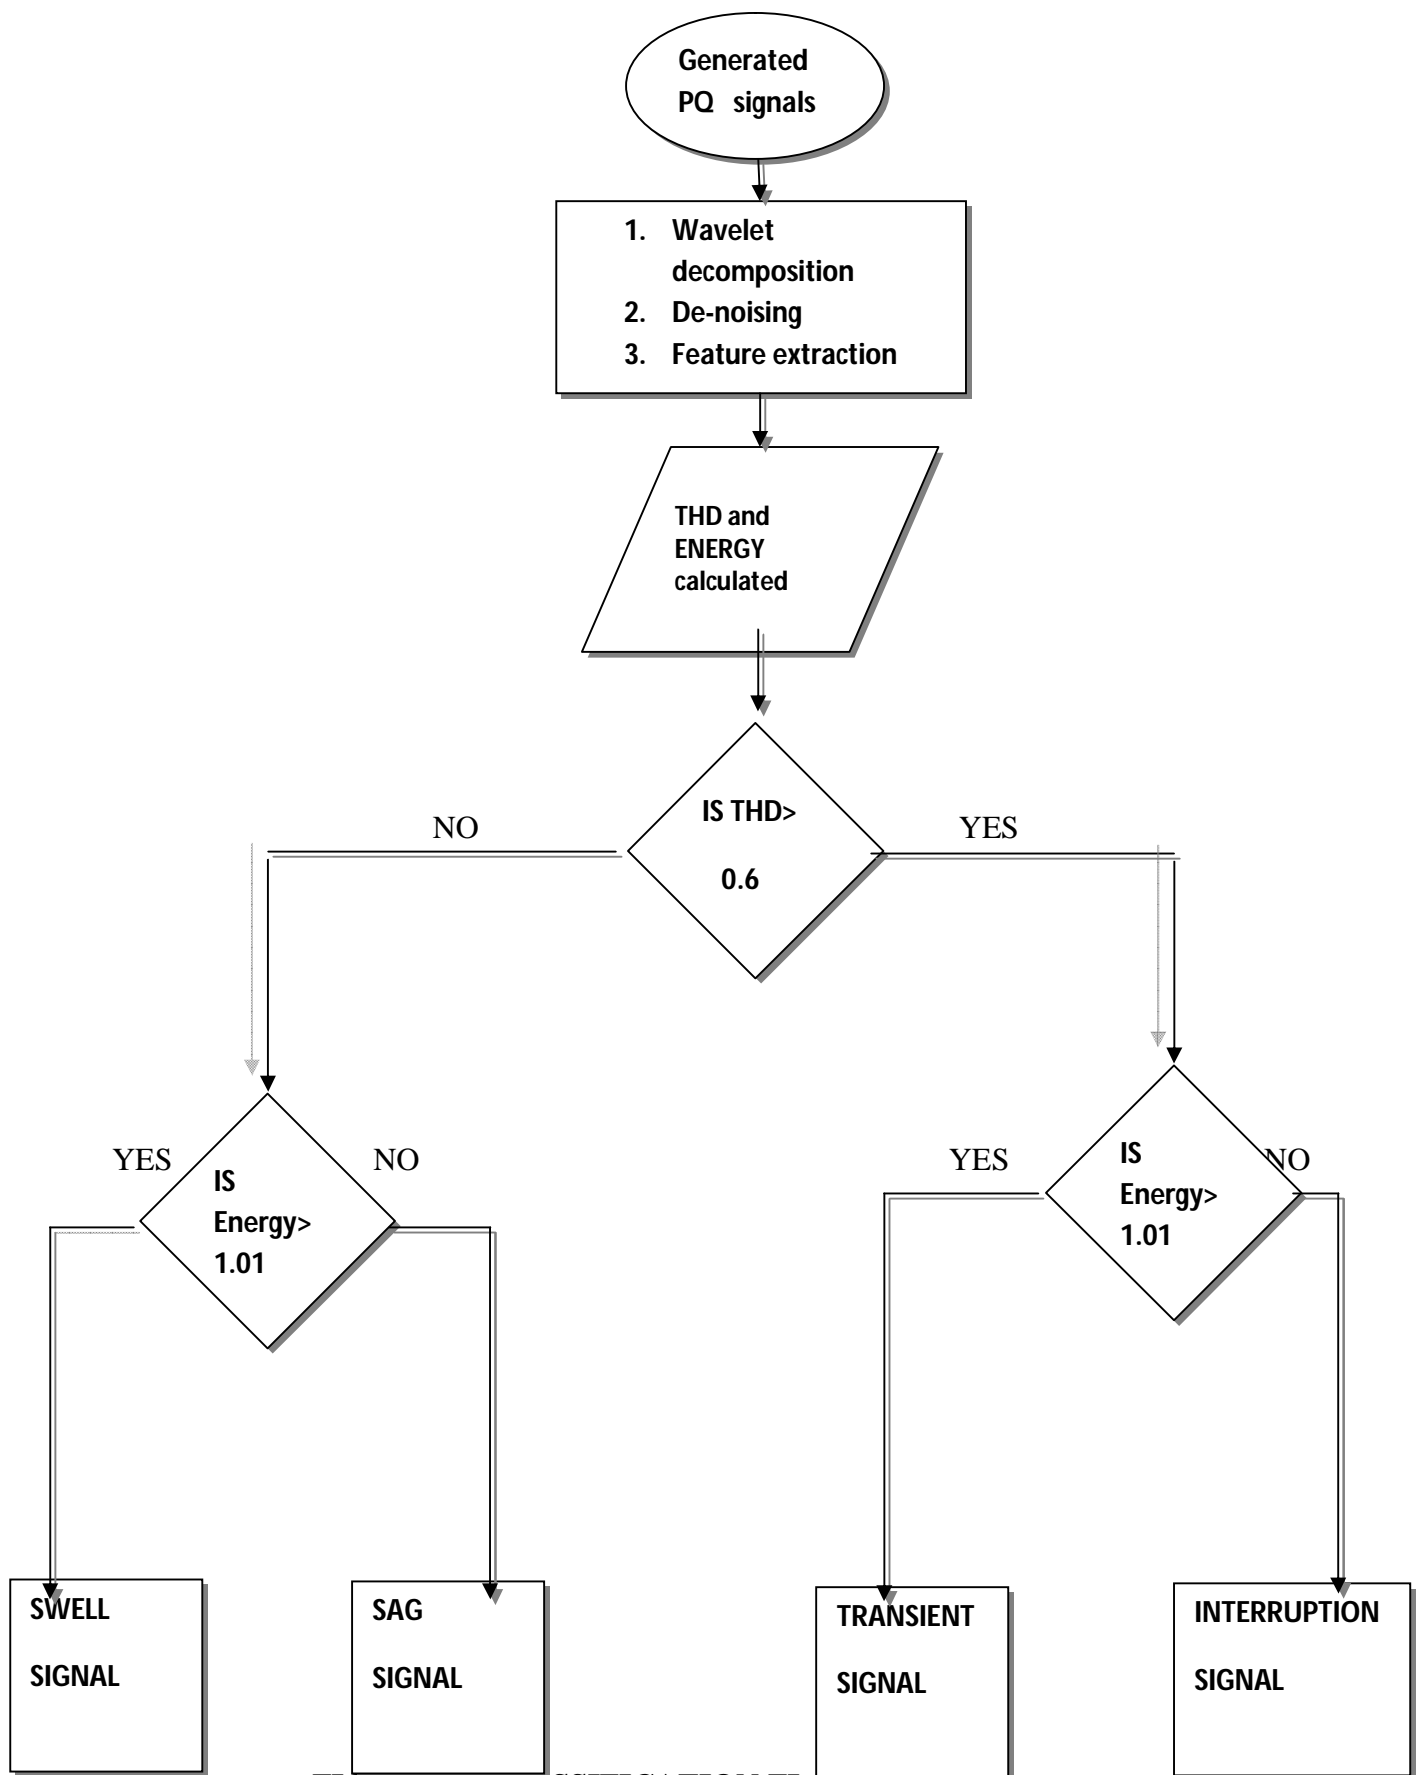 Generated
PQ signals
1. Wavelet
decomposition
2. De-noising
3. Feature extraction
THD and
ENERGY
calculated
IS THD>
0.6
NO
YES
YES
IS
Energy>
1.01
NO
YES
IS
Energy>
1.01
NO
SWELL
SIGNAL
SAG
SIGNAL
TRANSIENT
SIGNAL
INTERRUPTION
SIGNAL